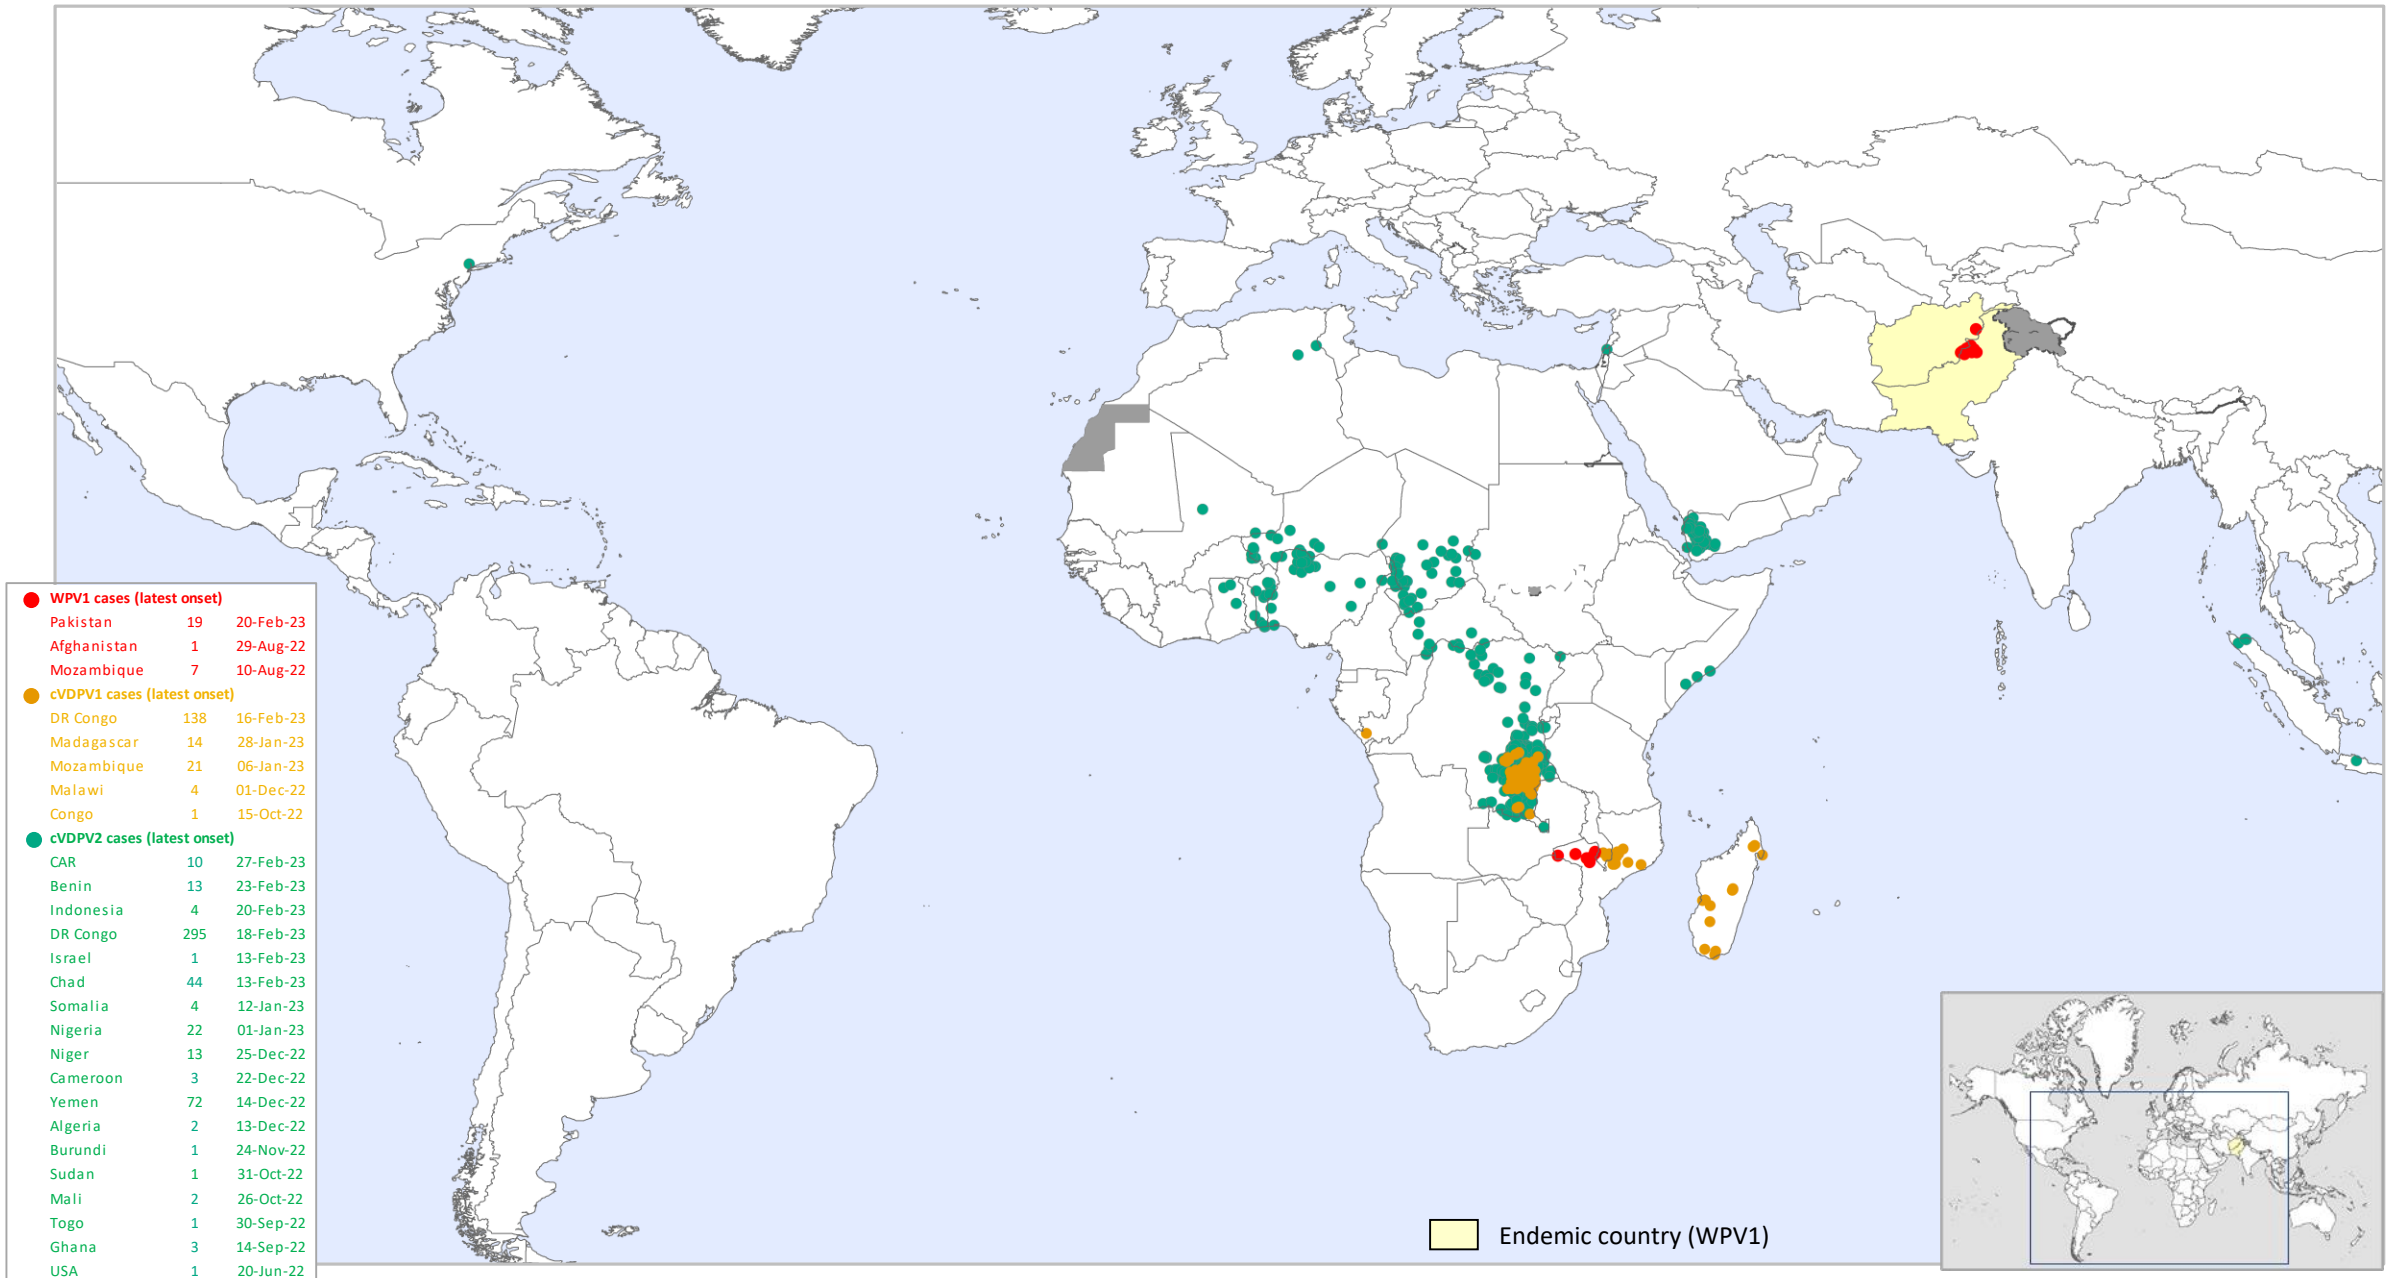 WPV1 cases (latest onset)
Pakistan 19 20-Feb-23
Afghanistan 1 29-Aug-22
Mozambique 7 10-Aug-22
cVDPV1 cases (latest onset)
DR Congo 138 16-Feb-23
Madagascar 14 28-Jan-23
Mozambique 21 06-Jan-23
Malawi 4 01-Dec-22
Congo 1 15-Oct-22
cVDPV2 cases (latest onset)
CAR 10 27-Feb-23
Benin 13 23-Feb-23
Indonesia 4 20-Feb-23
DR Congo 295 18-Feb-23
Israel 1 13-Feb-23
Chad 44 13-Feb-23
Somalia 4 12-Jan-23
Nigeria 22 01-Jan-23
Niger 13 25-Dec-22
Cameroon 3 22-Dec-22
Yemen 72 14-Dec-22
Algeria 2 13-Dec-22
Burundi 1 24-Nov-22
Sudan 1 31-Oct-22
Mali 2 26-Oct-22
Togo 1 30-Sep-22
Ghana 3 14-Sep-22
USA 1 20-Jun-22
Endemic country (WPV1)